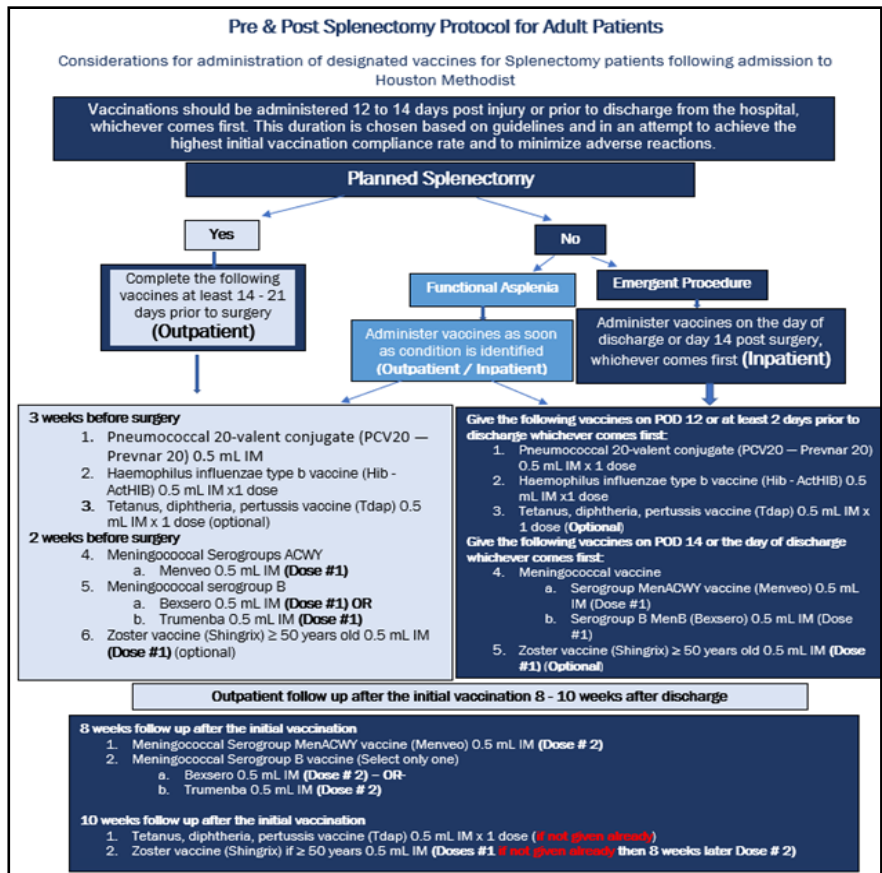 Pre & Post Splenectomy Protocol for Adult Patients
Considerations for administration of designated vaccines for Splenectomy patients following admission to
Houston Methodist
Vaccinations should be administered 12 to 14 days post injury or prior to discharge from the hospital,
whichever comes first. This duration is chosen based on guidelines and in an attempt to achieve the
highest initial vaccination compliance rate and to minimize adverse reactions.
Planned Splenectomy
Yes
No
Complete the following
vaccines at least 14 - 21
days prior to surgery
(Outpatient)
Functional Asplenia
Emergent Procedure
Administer vaccines as soon
as condition is identified
(Outpatient / Inpatient)
Administer vaccines on the day of
discharge or day 14 post surgery,
whichever comes first (Inpatient)
3 weeks before surgery
1. Pneumococcal 20-valent conjugate (PCV20 —
Prevnar 20) 0.5 mL IM
2. Haemophilus influenzae type b vaccine (Hib -
ActHIB) 0.5 mL IM x1 dose
3. Tetanus, diphtheria, pertussis vaccine (Tdap) 0.5
mL IM x 1 dose (optional)
2 weeks before surgery
4. Meningococcal Serogroups ACWY
a. Menveo 0.5 mL IM (Dose #1)
5. Meningococcal serogroup B
a. Bexsero 0.5 mL IM (Dose #1) OR
b. Trumenba 0.5 mL IM (Dose #1)
6. Zoster vaccine (Shingrix) ≥ 50 years old 0.5 mL IM
(Dose #1) (optional)
Give the following vaccines on POD 12 or at least 2 days prior to
discharge whichever comes first:
1. Pneumococcal 20-valent conjugate (PCV20 — Prevnar 20)
0.5 mL IM x 1 dose
2. Haemophilus influenzae type b vaccine (Hib - ActHIB) 0.5
mL IM x1 dose
3. Tetanus, diphtheria, pertussis vaccine (Tdap) 0.5 mL IM x
1 dose (Optional)
Give the following vaccines on POD 14 or the day of discharge
whichever comes first:
4. Meningococcal vaccine
a. Serogroup MenACWY vaccine (Menveo) 0.5 mL
IM (Dose #1)
b. Serogroup B MenB (Bexsero) 0.5 mL IM (Dose
#1)
5. Zoster vaccine (Shingrix) ≥ 50 years old 0.5 mL IM (Dose
#1) (Optional)
Outpatient follow up after the initial vaccination 8 - 10 weeks after discharge
8 weeks follow up after the initial vaccination
1. Meningococcal Serogroup MenACWY vaccine (Menveo) 0.5 mL IM (Dose # 2)
2. Meningococcal Serogroup B vaccine (Select only one)
a. Bexsero 0.5 mL IM (Dose # 2) – OR-
b. Trumenba 0.5 mL IM (Dose # 2)
10 weeks follow up after the initial vaccination
1. Tetanus, diphtheria, pertussis vaccine (Tdap) 0.5 mL IM x 1 dose (if not given already)
2. Zoster vaccine (Shingrix) if ≥ 50 years 0.5 mL IM (Doses #1 if not given already then 8 weeks later Dose # 2)